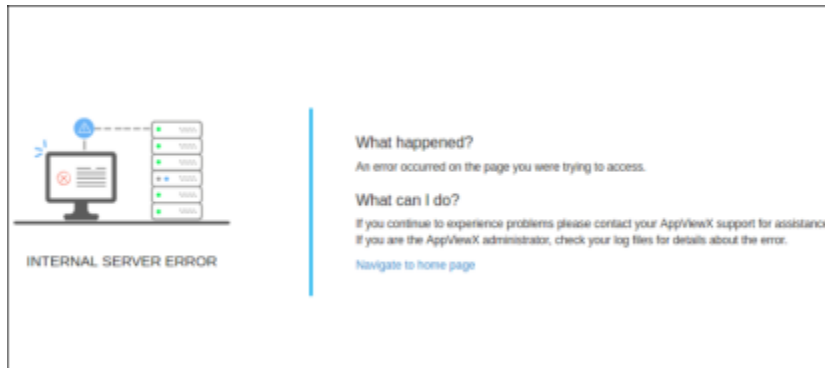 What happened?
An error occurred on the page you were trying to access.
What can I do?
If you continue to experience problems please contact your AppViewX support for assistance
If you are the AppViewX administrator, check your log files for details about the error.
Navigate to home page
INTERNAL SERVER ERROR